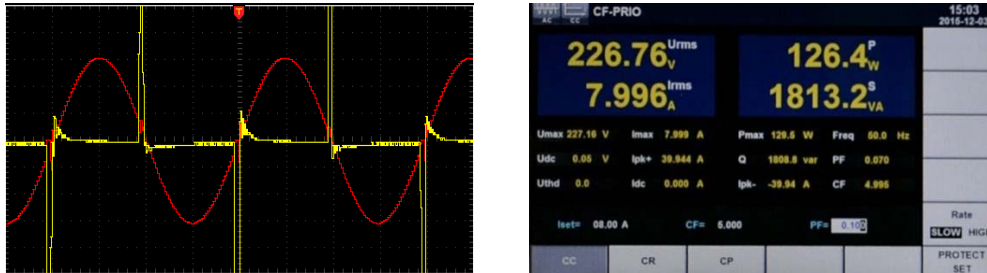 T
AC CC CF-PRIO 15:03
2016-12-03
226.76 Urms V 126.4 P W
7.996 Irms A 1813.2 S VA
Umax 227.16 V Imax 7.999 A Pmax 129.5 W Freq 50.0 Hz
Udc 0.05 V Ipk+ 39.944 A Q 1808.8 var PF 0.070
Uthd 0.0 Idc 0.000 A Ipk- -39.94 A CF 4.995
Iset= 08.00 A CF= 5.000 PF= 0.100
Rate
SLOW HIGH
CC CR CP PROTECT
SET